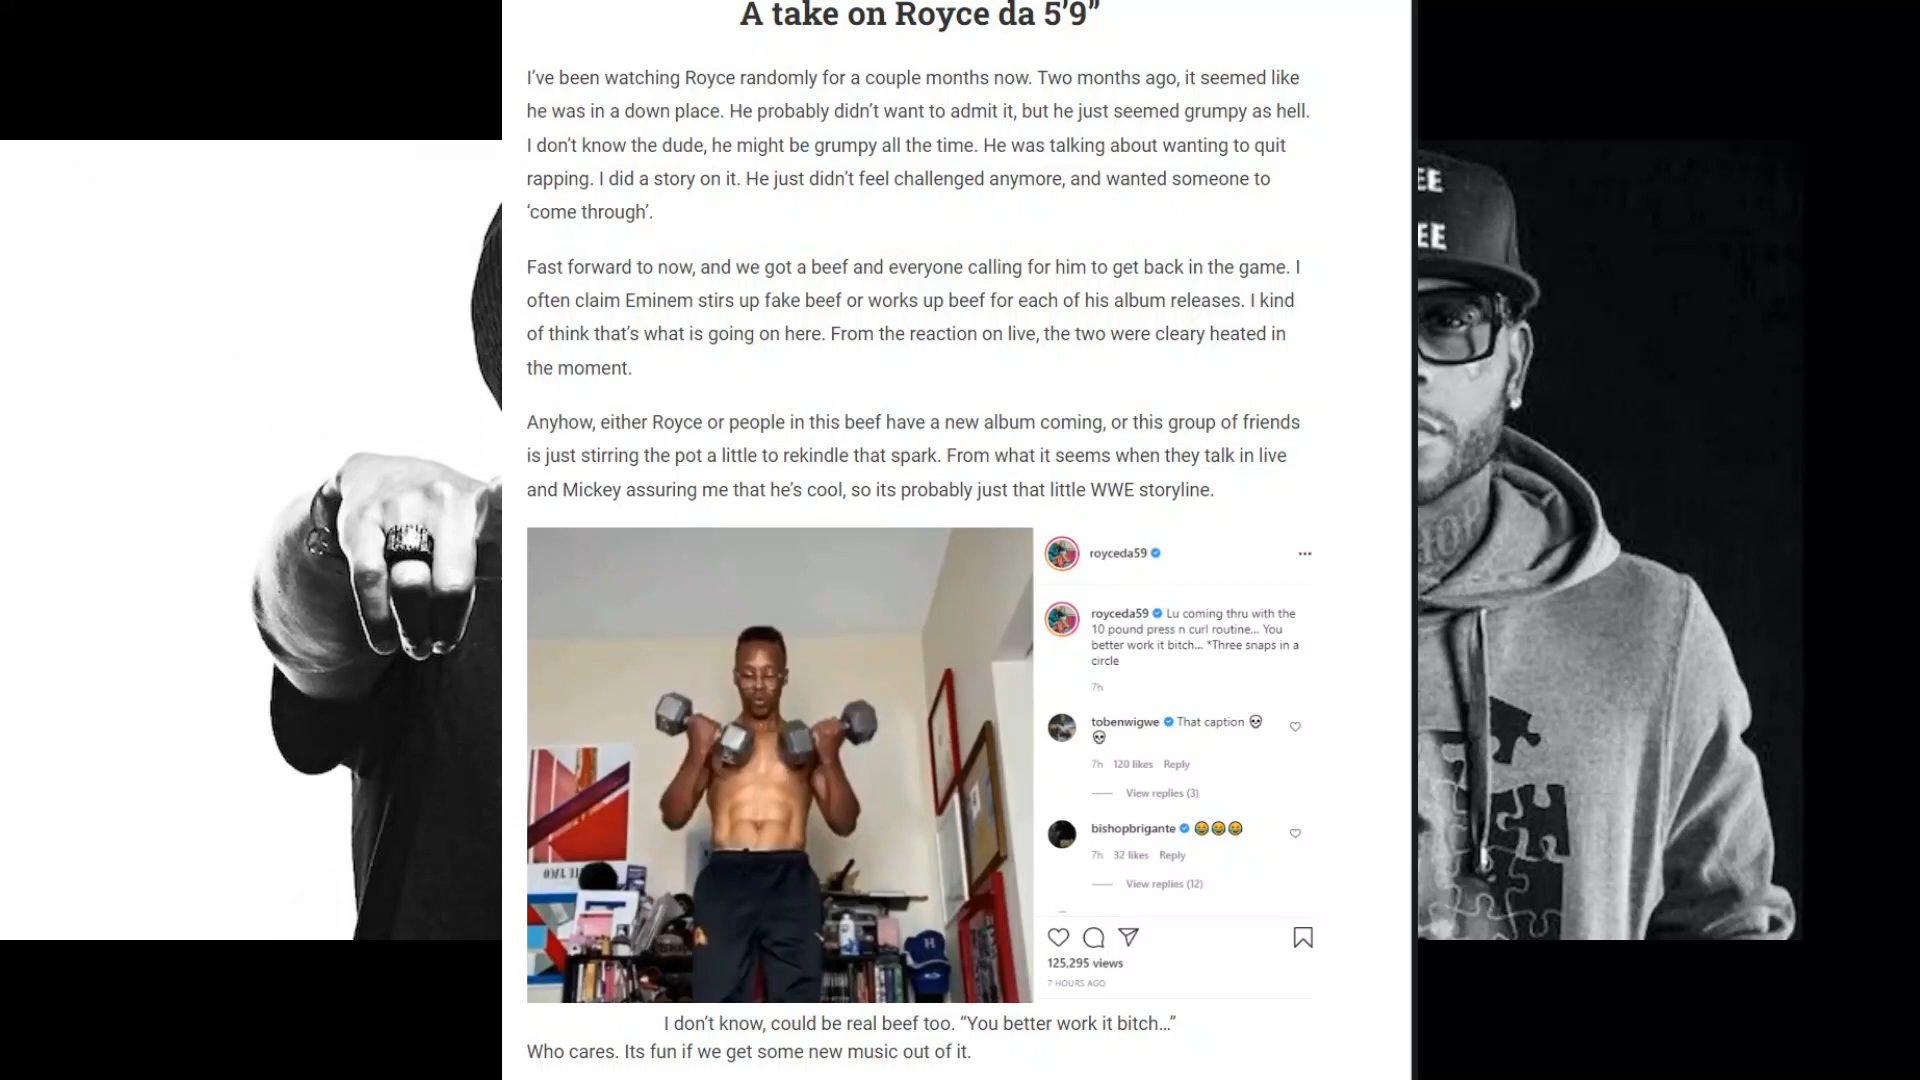 A take on Royce da 5’9”
I’ve been watching Royce randomly for a couple months now. Two months ago, it seemed like
he was in a down place. He probably didn’t want to admit it, but he just seemed grumpy as hell.
I don’t know the dude, he might be grumpy all the time. He was talking about wanting to quit
rapping. I did a story on it. He just didn’t feel challenged anymore, and wanted someone to
‘come through’.
Fast forward to now, and we got a beef and everyone calling for him to get back in the game. I
often claim Eminem stirs up fake beef or works up beef for each of his album releases. I kind
of think that’s what is going on here. From the reaction on live, the two were cleary heated in
the moment.
Anyhow, either Royce or people in this beef have a new album coming, or this group of friends
is just stirring the pot a little to rekindle that spark. From what it seems when they talk in live
and Mickey assuring me that he’s cool, so its probably just that little WWE storyline.
royceda59
royceda59 Lu coming thru with the
10 pound press n curl routine... You
better work it bitch... *Three snaps in a
circle
7h
tobenwigwe That caption 💀
💀
7h 120 likes Reply
View replies (3)
bishopbrigante 😂😂😂
7h 32 likes Reply
View replies (12)
125,295 views
7 HOURS AGO
I don’t know, could be real beef too. “You better work it bitch…”
Who cares. Its fun if we get some new music out of it.
EE
EE
H